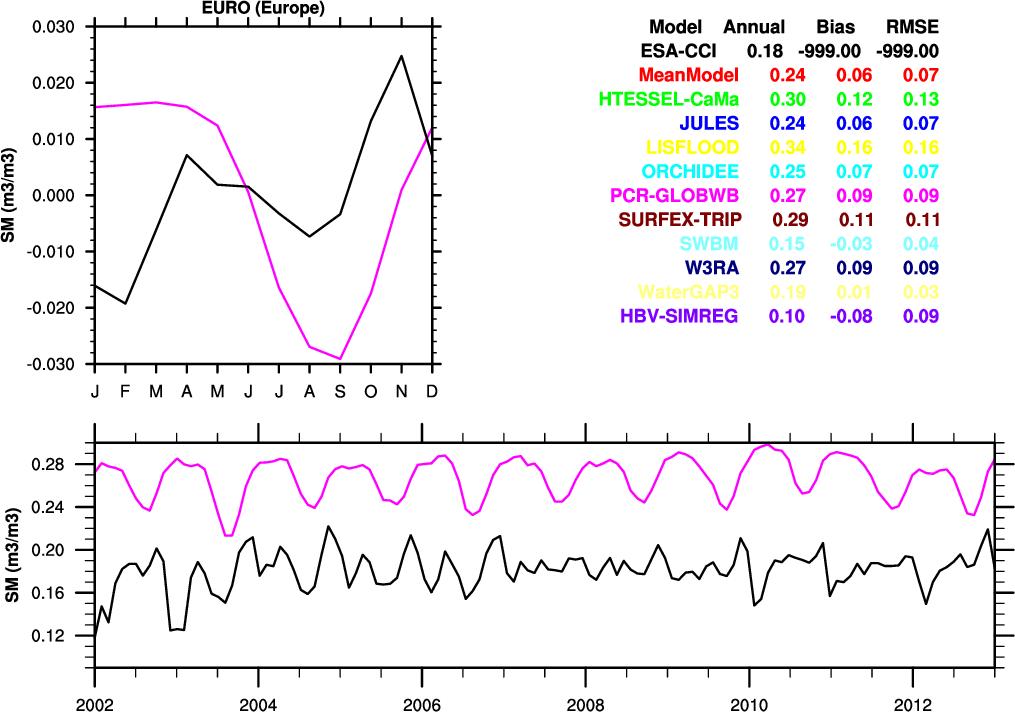 EURO (Europe)
0.030
0.020
0.010
0.000
-0.010
-0.020
-0.030
SM (m3/m3)
J F M A M J J A S O N D
Model Annual Bias RMSE
ESA-CCI 0.18 -999.00 -999.00
MeanModel 0.24 0.06 0.07
HTESSEL-CaMa 0.30 0.12 0.13
JULES 0.24 0.06 0.07
LISFLOOD 0.34 0.16 0.16
ORCHIDEE 0.25 0.07 0.07
PCR-GLOBWB 0.27 0.09 0.09
SURFEX-TRIP 0.29 0.11 0.11
SWBM 0.15 -0.03 0.04
W3RA 0.27 0.09 0.09
WaterGAP3 0.19 0.01 0.03
HBV-SIMREG 0.10 -0.08 0.09
0.28
0.24
0.20
0.16
0.12
SM (m3/m3)
2002 2004 2006 2008 2010 2012